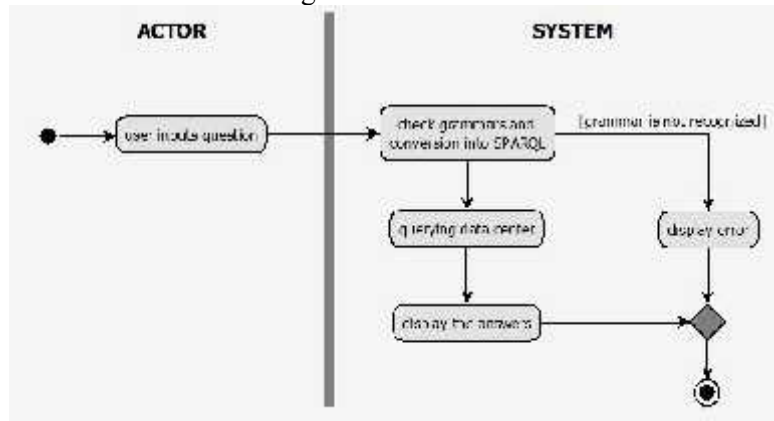 ACTOR
SYSTEM
user inputs question
check grammars and
conversion into SPARQL
[grammar is not recognized]
querying data center
display error
display the answers